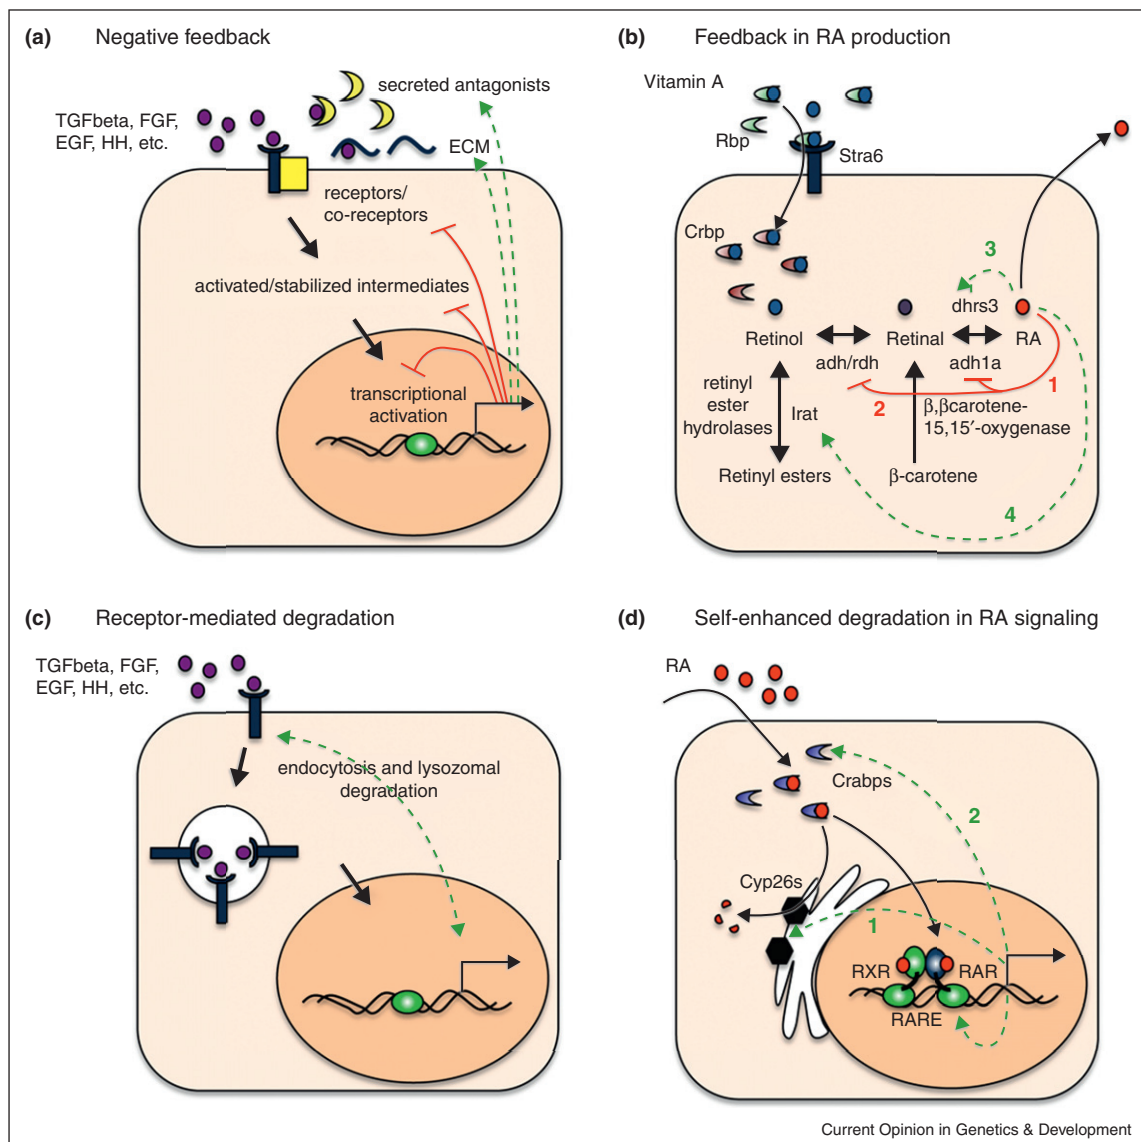 (a) Negative feedback
TGFbeta, FGF,
EGF, HH, etc.
secreted antagonists
ECM
receptors/
co-receptors
activated/stabilized intermediates
transcriptional
activation
(b) Feedback in RA production
Vitamin A
Rbp
Stra6
Crbp
3
dhrs3
Retinol
Retinal
RA
adh/rdh
adh1a
1
2
retinyl
ester
hydrolases
lrat
β,βcarotene-
15,15′-oxygenase
Retinyl esters
β-carotene
4
(c) Receptor-mediated degradation
TGFbeta, FGF,
EGF, HH, etc.
endocytosis and lysozomal
degradation
(d) Self-enhanced degradation in RA signaling
RA
Crabps
2
Cyp26s
1
RXR
RAR
RARE
Current Opinion in Genetics & Development